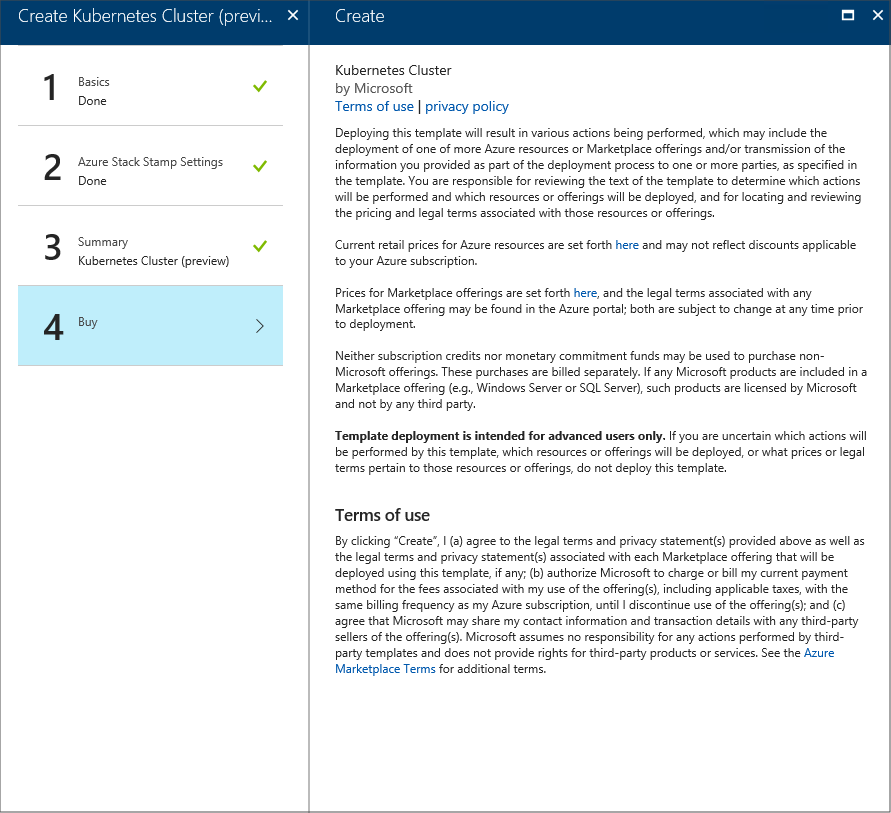 Create Kubernetes Cluster (previ...
1
Basics
Done
2
Azure Stack Stamp Settings
Done
3
Summary
Kubernetes Cluster (preview)
4
Buy
Create
Kubernetes Cluster
by Microsoft
Terms of use | privacy policy
Deploying this template will result in various actions being performed, which may include the
deployment of one of more Azure resources or Marketplace offerings and/or transmission of the
information you provided as part of the deployment process to one or more parties, as specified in
the template. You are responsible for reviewing the text of the template to determine which actions
will be performed and which resources or offerings will be deployed, and for locating and reviewing
the pricing and legal terms associated with those resources or offerings.
Current retail prices for Azure resources are set forth here and may not reflect discounts applicable
to your Azure subscription.
Prices for Marketplace offerings are set forth here, and the legal terms associated with any
Marketplace offering may be found in the Azure portal; both are subject to change at any time prior
to deployment.
Neither subscription credits nor monetary commitment funds may be used to purchase non-
Microsoft offerings. These purchases are billed separately. If any Microsoft products are included in a
Marketplace offering (e.g., Windows Server or SQL Server), such products are licensed by Microsoft
and not by any third party.
Template deployment is intended for advanced users only. If you are uncertain which actions will
be performed by this template, which resources or offerings will be deployed, or what prices or legal
terms pertain to those resources or offerings, do not deploy this template.
Terms of use
By clicking “Create”, I (a) agree to the legal terms and privacy statement(s) provided above as well as
the legal terms and privacy statement(s) associated with each Marketplace offering that will be
deployed using this template, if any; (b) authorize Microsoft to charge or bill my current payment
method for the fees associated with my use of the offering(s), including applicable taxes, with the
same billing frequency as my Azure subscription, until I discontinue use of the offering(s); and (c)
agree that Microsoft may share my contact information and transaction details with any third-party
sellers of the offering(s). Microsoft assumes no responsibility for any actions performed by third-
party templates and does not provide rights for third-party products or services. See the Azure
Marketplace Terms for additional terms.